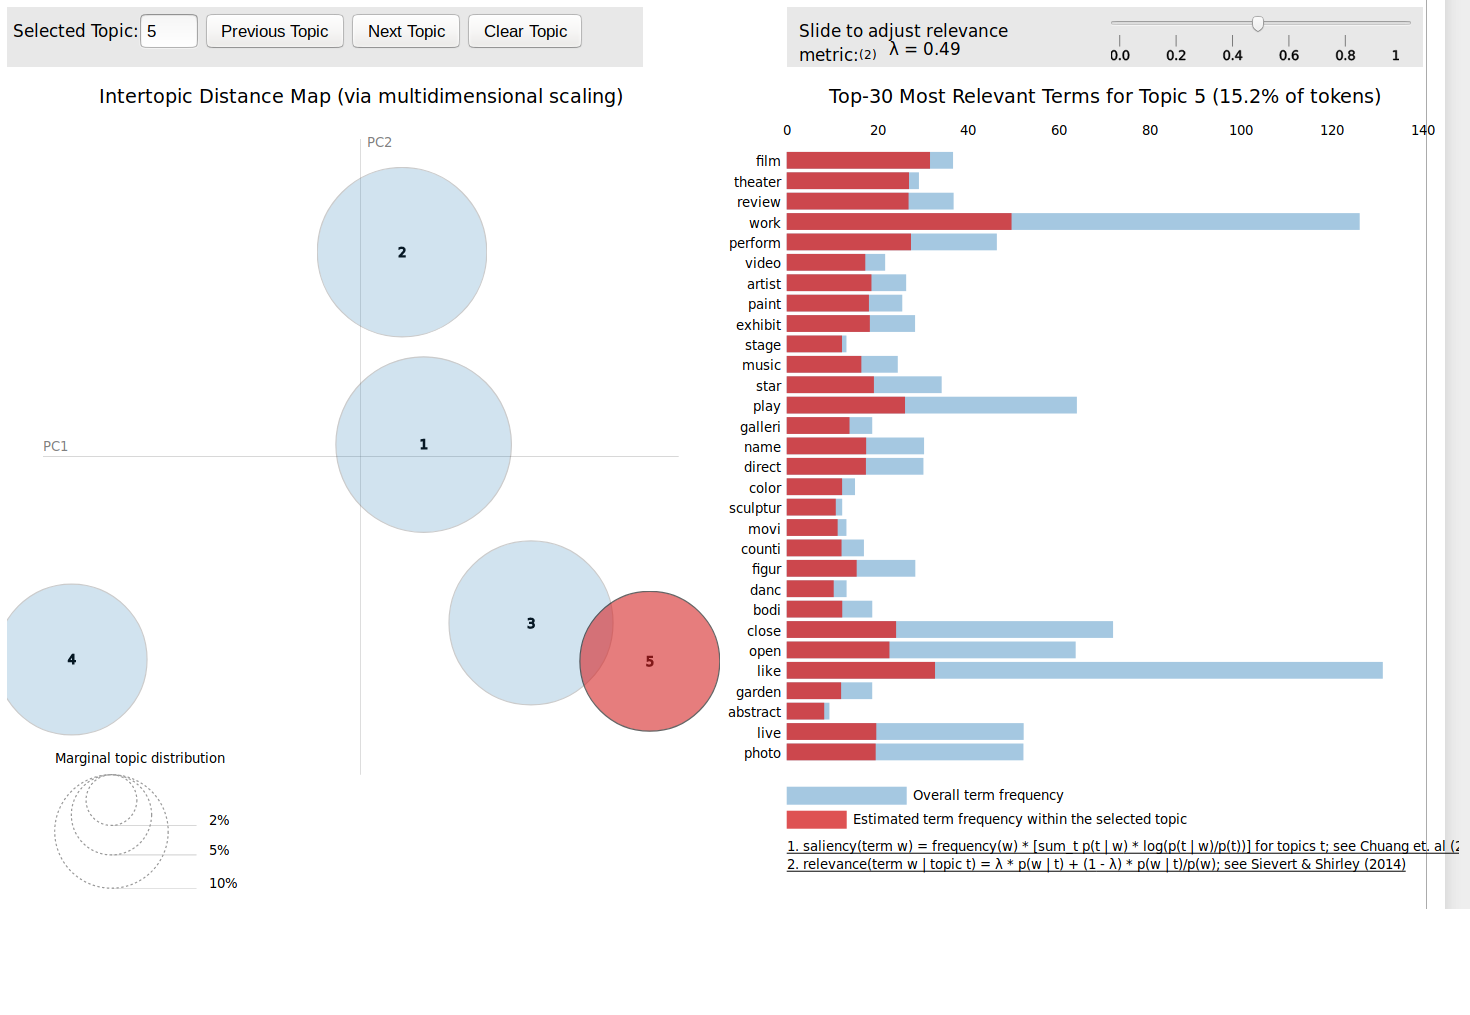 Selected Topic: 5 Previous Topic Next Topic Clear Topic
Slide to adjust relevance
metric:(2) λ = 0.49
0.0 0.2 0.4 0.6 0.8 1
Intertopic Distance Map (via multidimensional scaling)
PC2
PC1
2
1
3
5
4
Marginal topic distribution
2%
5%
10%
Top-30 Most Relevant Terms for Topic 5 (15.2% of tokens)
0 20 40 60 80 100 120 140
film
theater
review
work
perform
video
artist
paint
exhibit
stage
music
star
play
galleri
name
direct
color
sculptur
movi
counti
figur
danc
bodi
close
open
like
garden
abstract
live
photo
Overall term frequency
Estimated term frequency within the selected topic
1. saliency(term w) = frequency(w) * [sum_t p(t | w) * log(p(t | w)/p(t))] for topics t; see Chuang et. al (2
2. relevance(term w | topic t) = λ * p(w | t) + (1 - λ) * p(w | t)/p(w); see Sievert & Shirley (2014)